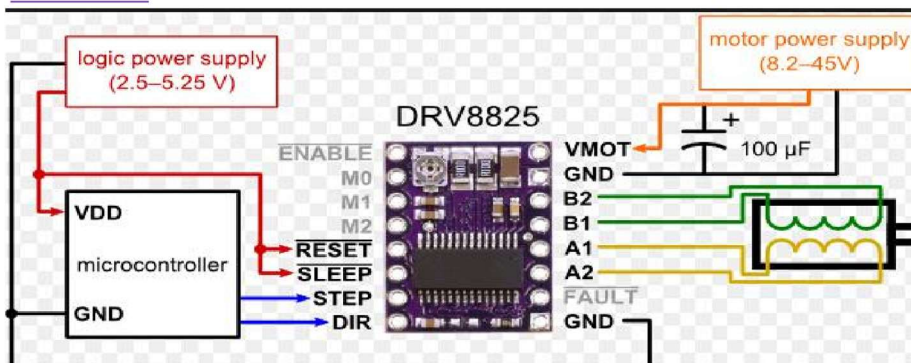 logic power supply
(2.5–5.25 V)
motor power supply
(8.2–45V)
DRV8825
+
100 µF
ENABLE
M0
M1
M2
RESET
SLEEP
STEP
DIR
VMOT
GND
B2
B1
A1
A2
FAULT
GND
VDD
microcontroller
GND